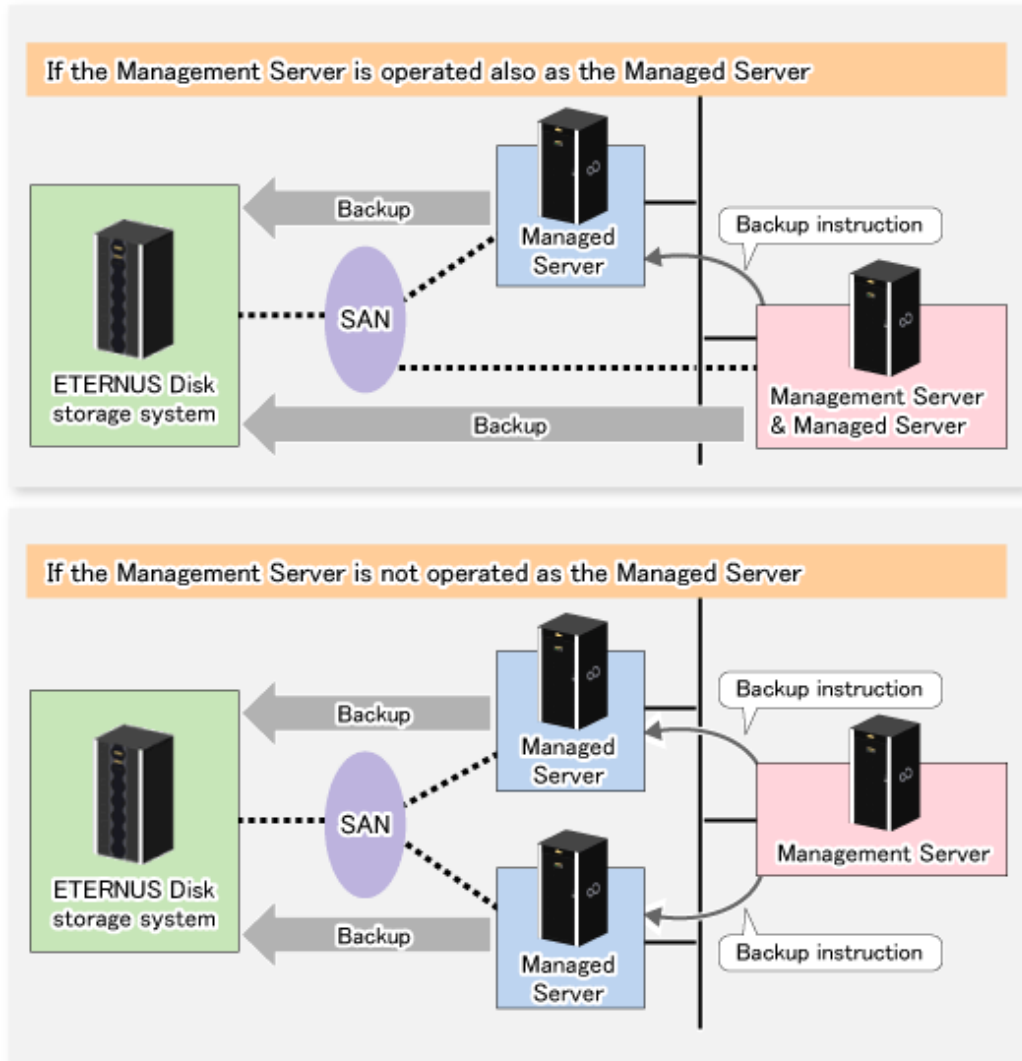 If the Management Server is operated also as the Managed Server
Backup
Managed
Server
Backup instruction
SAN
ETERNUS Disk
storage system
Management Server
& Managed Server
Backup
If the Management Server is not operated as the Managed Server
Backup
Managed
Server
Backup instruction
SAN
Management Server
ETERNUS Disk
storage system
Backup
Managed
Server
Backup instruction